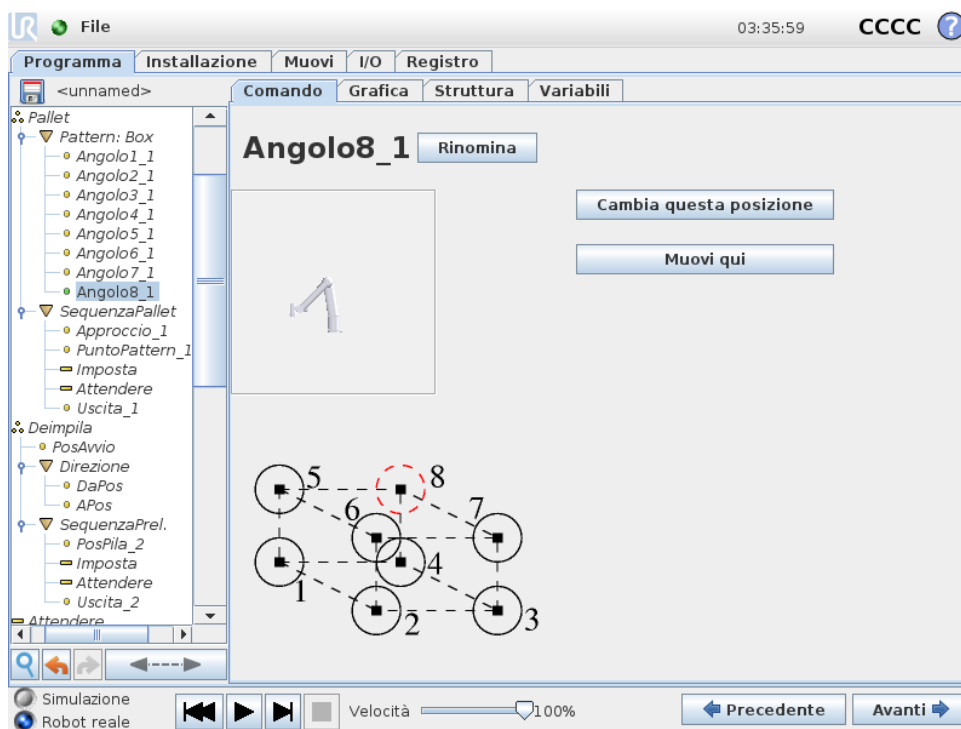 UR File 03:35:59 CCCC ?
Programma Installazione Muovi I/O Registro
<unnamed> Comando Grafica Struttura Variabili
Pallet
Pattern: Box
Angolo1_1
Angolo2_1
Angolo3_1
Angolo4_1
Angolo5_1
Angolo6_1
Angolo7_1
Angolo8_1
SequenzaPallet
Approccio_1
PuntoPattern_1
Imposta
Attendere
Uscita_1
Deimpila
PosAvvio
Direzione
DaPos
APos
SequenzaPrel.
PosPila_2
Imposta
Attendere
Uscita_2
Attendere
Angolo8_1 Rinomina
Cambia questa posizione
Muovi qui
5 8
6 7
1 4
2 3
Simulazione
Robot reale
Velocità 100%
Precedente Avanti